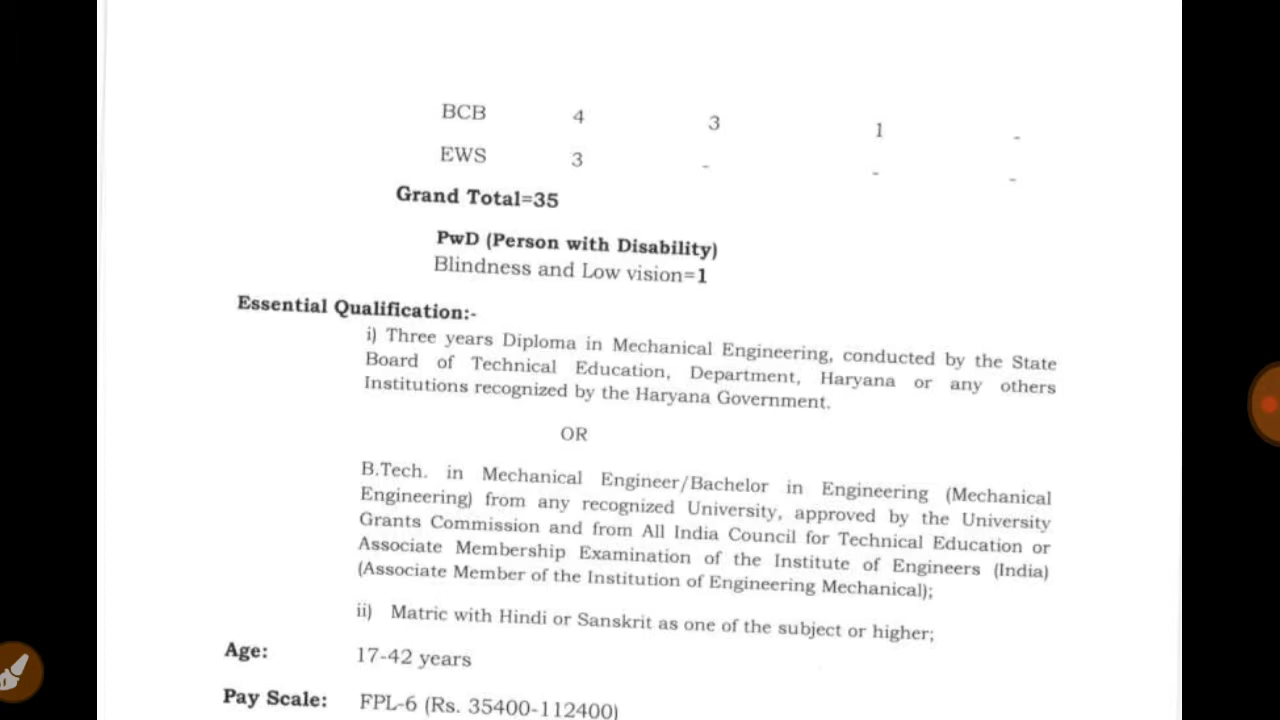 BCB 4 3 1 -
EWS 3 - - -
Grand Total=35
PwD (Person with Disability)
Blindness and Low vision=1
Essential Qualification:-
i) Three years Diploma in Mechanical Engineering, conducted by the State
Board of Technical Education, Department, Haryana or any others
Institutions recognized by the Haryana Government.
OR
B.Tech. in Mechanical Engineer/Bachelor in Engineering (Mechanical
Engineering) from any recognized University, approved by the University
Grants Commission and from All India Council for Technical Education or
Associate Membership Examination of the Institute of Engineers (India)
(Associate Member of the Institution of Engineering Mechanical);
ii) Matric with Hindi or Sanskrit as one of the subject or higher;
Age: 17-42 years
Pay Scale: FPL-6 (Rs. 35400-112400)